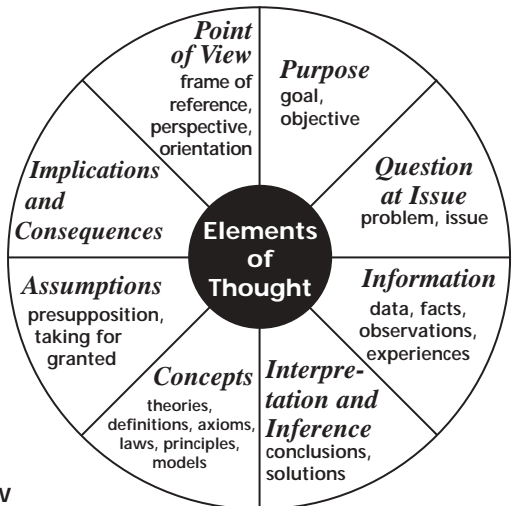 Point
of View
frame of
reference,
perspective,
orientation
Purpose
goal,
objective
Question
at Issue
problem, issue
Information
data, facts,
observations,
experiences
Interpre-
tation and
Inference
conclusions,
solutions
Concepts
theories,
definitions, axioms,
laws, principles,
models
Assumptions
presupposition,
taking for
granted
Implications
and
Consequences
Elements
of
Thought